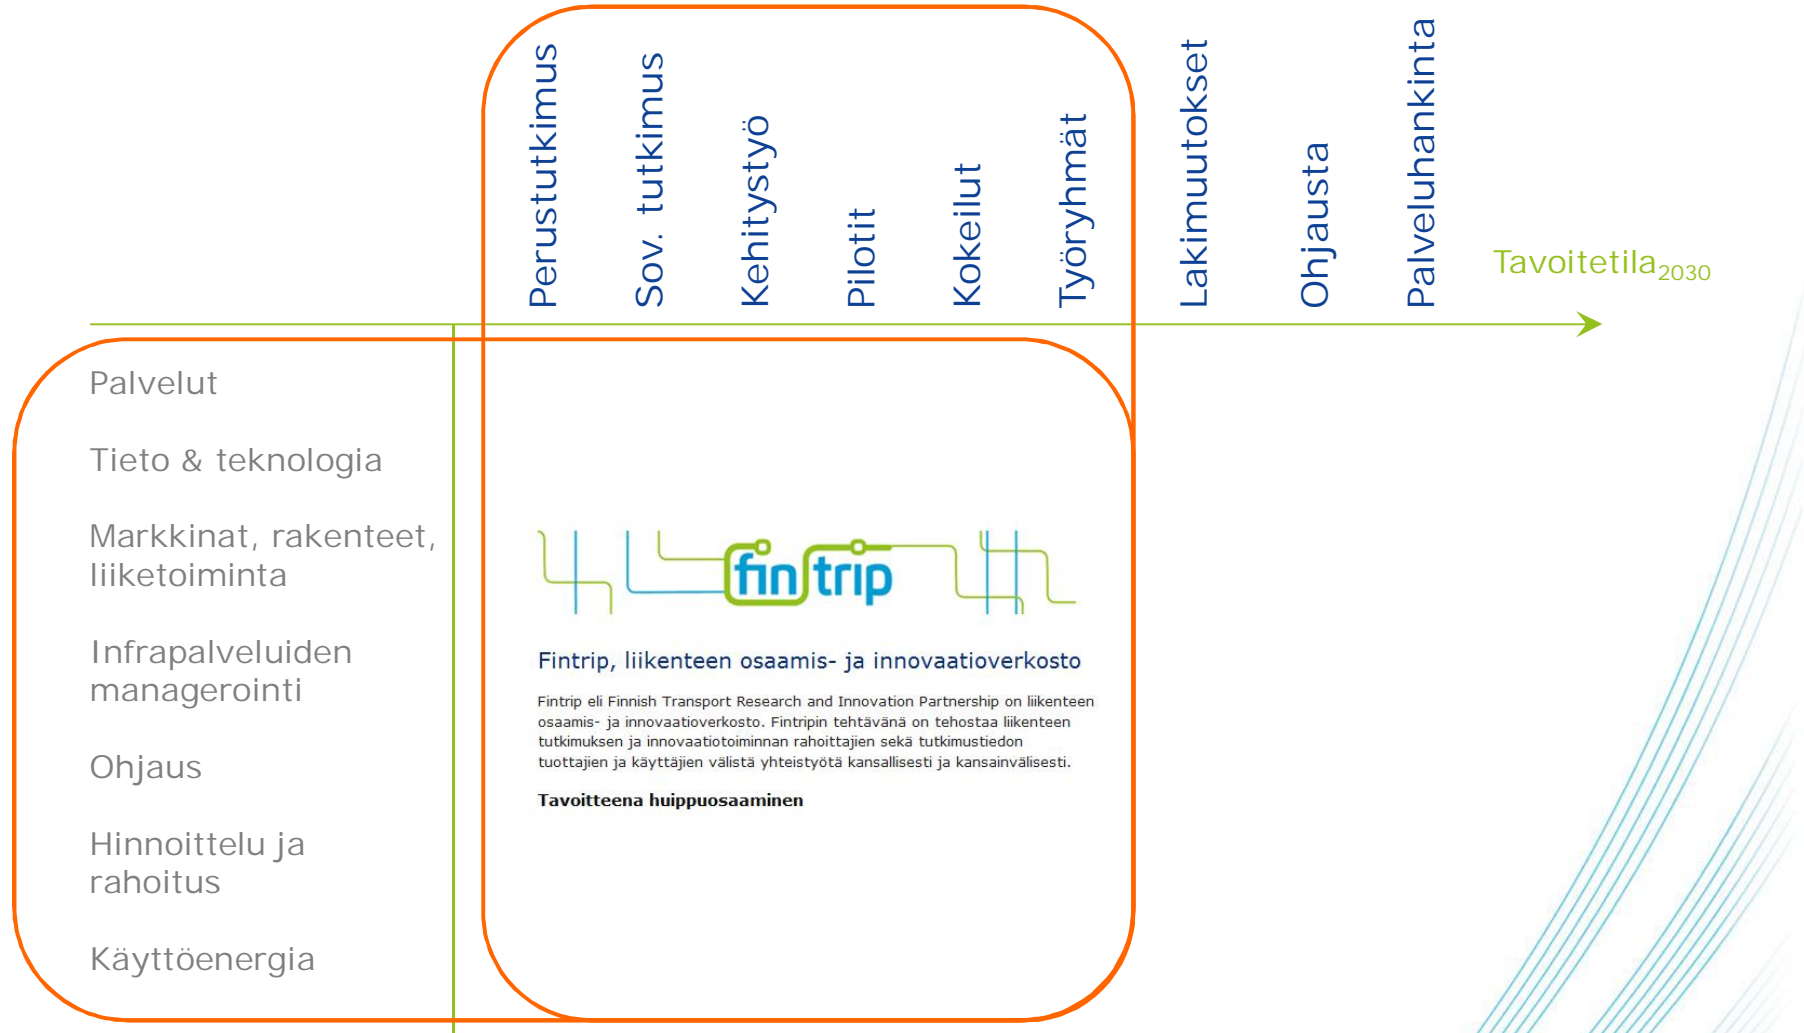 Perustutkimus
Sov. tutkimus
Kehitystyö
Pilotit
Kokeilut
Työryhmät
Lakimuutokset
Ohjausta
Palveluhankinta
Tavoitetila2030
Palvelut
Tieto & teknologia
Markkinat, rakenteet,
liiketoiminta
Infrapalveluiden
managerointi
Ohjaus
Hinnoittelu ja
rahoitus
Käyttöenergia
fintrip
Fintrip, liikenteen osaamis- ja innovaatioverkosto
Fintrip eli Finnish Transport Research and Innovation Partnership on liikenteen
osaamis- ja innovaatioverkosto. Fintripin tehtävänä on tehostaa liikenteen
tutkimuksen ja innovaatiotoiminnan rahoittajien sekä tutkimustiedon
tuottajien ja käyttäjien välistä yhteistyötä kansallisesti ja kansainvälisesti.
Tavoitteena huippuosaaminen